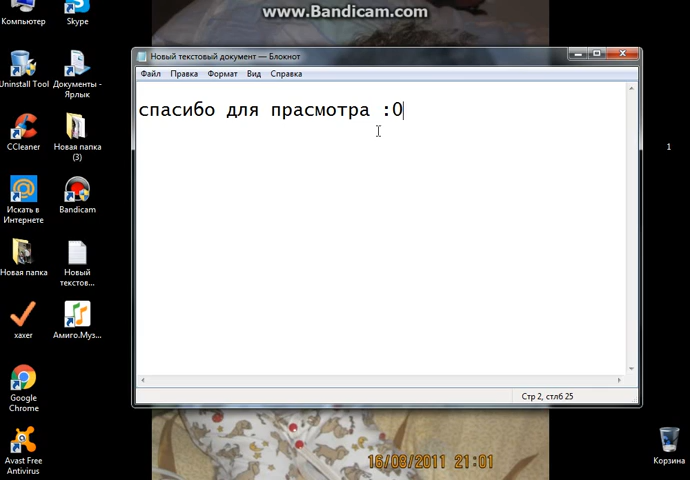 www.Bandicam.com
Компьютер
Skype
Новый текстовый документ — Блокнот
Файл Правка Формат Вид Справка
спасибо для прасмотра :0
Uninstall Tool
Документы - Ярлык
CCleaner
Новая папка (3)
1
Искать в Интернете
Bandicam
Новая папка
Новый текстов...
xaxer
Амиго.Муз...
Google Chrome
Стр 2, стлб 25
Avast Free Antivirus
16/08/2011 21:01
Корзина